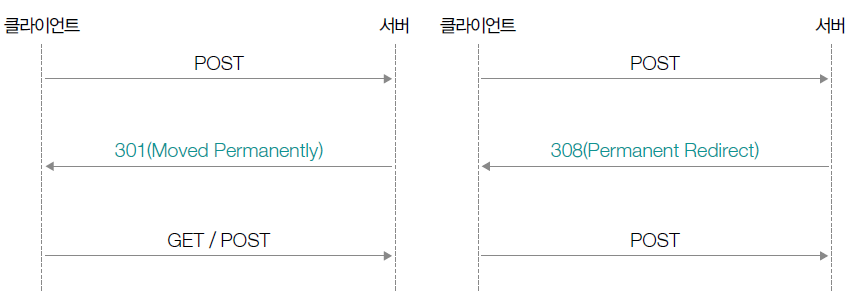 클라이언트 서버
POST
301(Moved Permanently)
GET / POST
클라이언트 서버
POST
308(Permanent Redirect)
POST